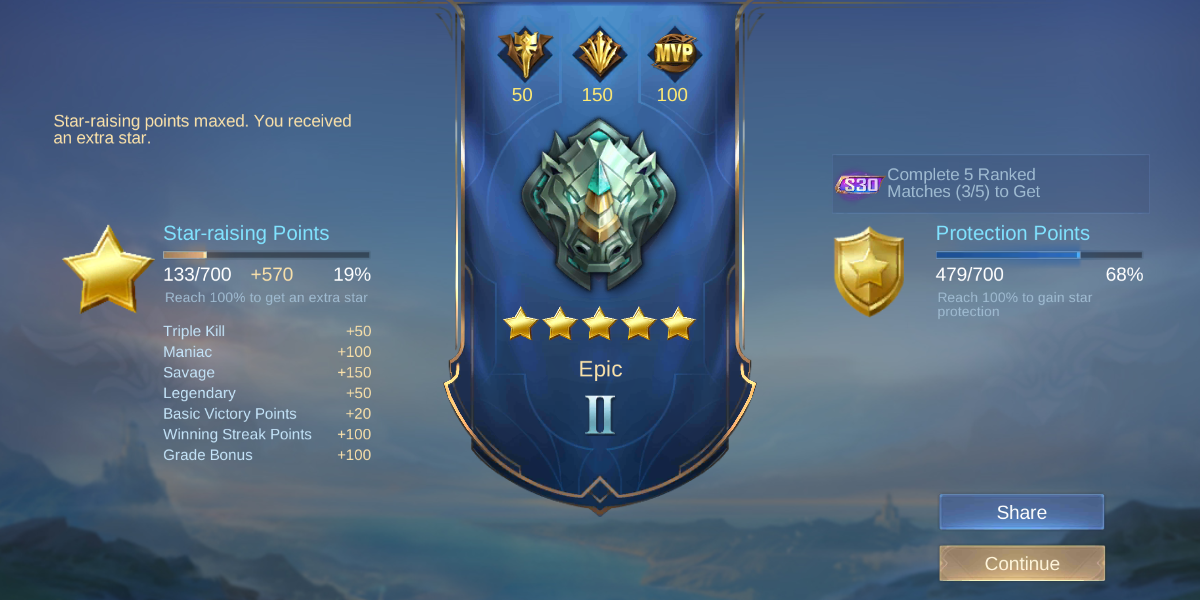 MVP
50 150 100
Star-raising points maxed. You received
an extra star.
S30
Complete 5 Ranked
Matches (3/5) to Get
Star-raising Points
133/700 +570 19%
Reach 100% to get an extra star
Triple Kill +50
Maniac +100
Savage +150
Legendary +50
Basic Victory Points +20
Winning Streak Points +100
Grade Bonus +100
Epic
II
Protection Points
479/700 68%
Reach 100% to gain star
protection
Share
Continue